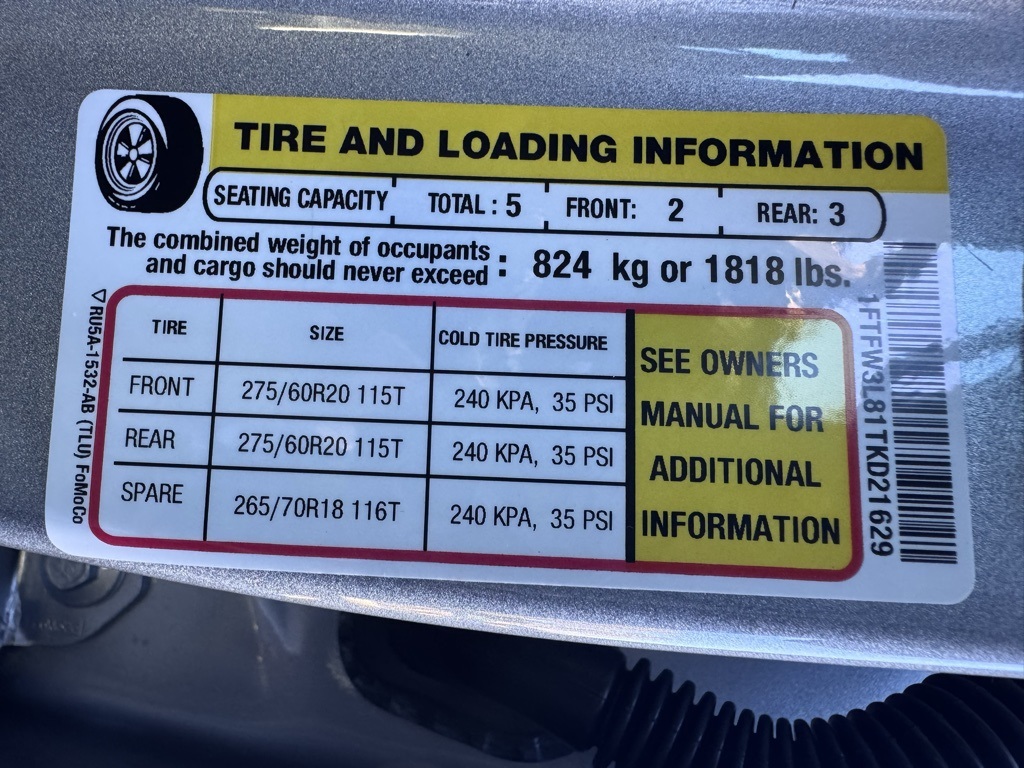 TIRE AND LOADING INFORMATION
SEATING CAPACITY TOTAL : 5 FRONT: 2 REAR: 3
The combined weight of occupants
and cargo should never exceed : 824 kg or 1818 lbs.
TIRE SIZE COLD TIRE PRESSURE
FRONT 275/60R20 115T 240 KPA, 35 PSI
REAR 275/60R20 115T 240 KPA, 35 PSI
SPARE 265/70R18 116T 240 KPA, 35 PSI
SEE OWNERS
MANUAL FOR
ADDITIONAL
INFORMATION
▽RU5A-1532-AB (TLU) FoMoCo
1FTFW3L81TKD21629